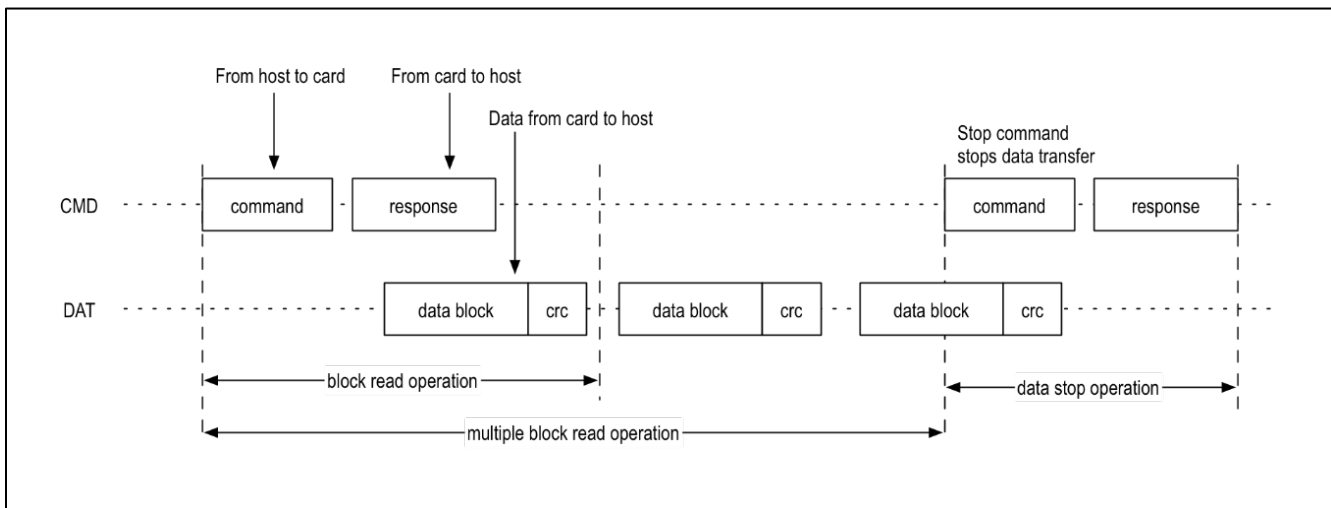 From host to card
From card to host
Data from card to host
Stop command
stops data transfer
CMD
command
response
command
response
DAT
data block
crc
data block
crc
data block
crc
block read operation
data stop operation
multiple block read operation